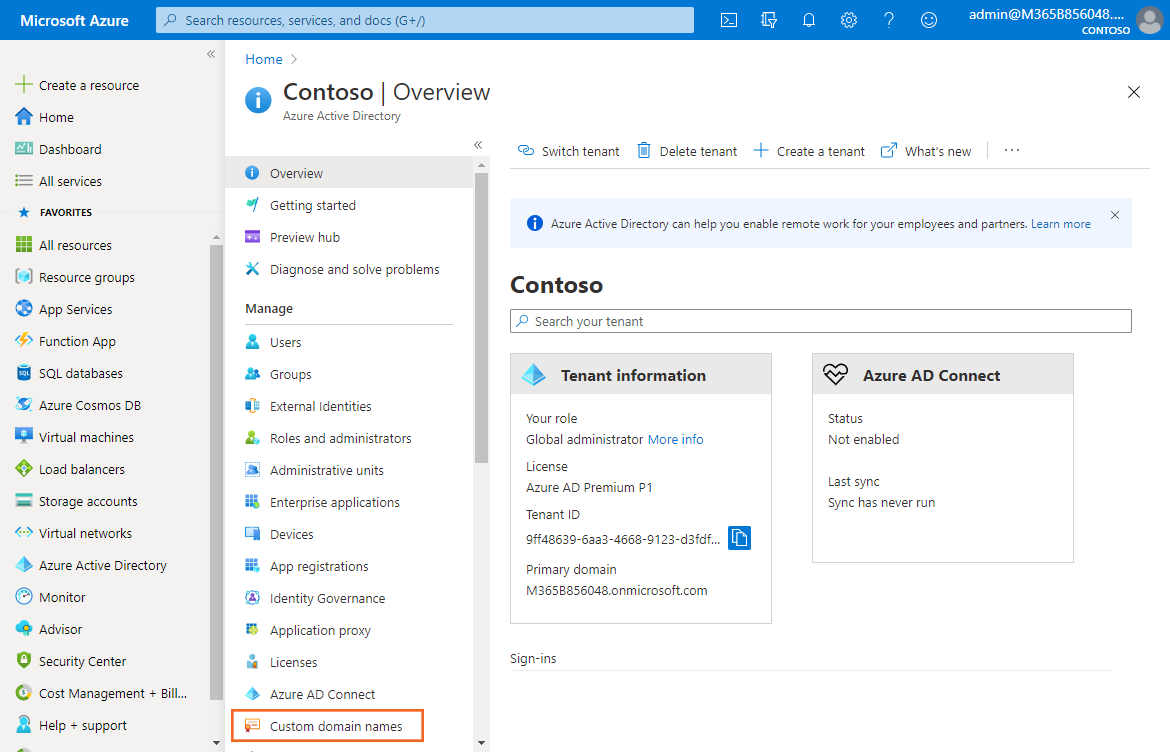 Microsoft Azure
Search resources, services, and docs (G+/)
admin@M365B856048....
CONTOSO
Create a resource
Home
Dashboard
All services
FAVORITES
All resources
Resource groups
App Services
Function App
SQL databases
Azure Cosmos DB
Virtual machines
Load balancers
Storage accounts
Virtual networks
Azure Active Directory
Monitor
Advisor
Security Center
Cost Management + Bill...
Help + support
Home
Contoso | Overview
Azure Active Directory
Overview
Getting started
Preview hub
Diagnose and solve problems
Manage
Users
Groups
External Identities
Roles and administrators
Administrative units
Enterprise applications
Devices
App registrations
Identity Governance
Application proxy
Licenses
Azure AD Connect
Custom domain names
Switch tenant Delete tenant Create a tenant What's new ...
Azure Active Directory can help you enable remote work for your employees and partners. Learn more
Contoso
Search your tenant
Tenant information
Your role
Global administrator More info
License
Azure AD Premium P1
Tenant ID
9ff48639-6aa3-4668-9123-d3fdf...
Primary domain
M365B856048.onmicrosoft.com
Azure AD Connect
Status
Not enabled
Last sync
Sync has never run
Sign-ins